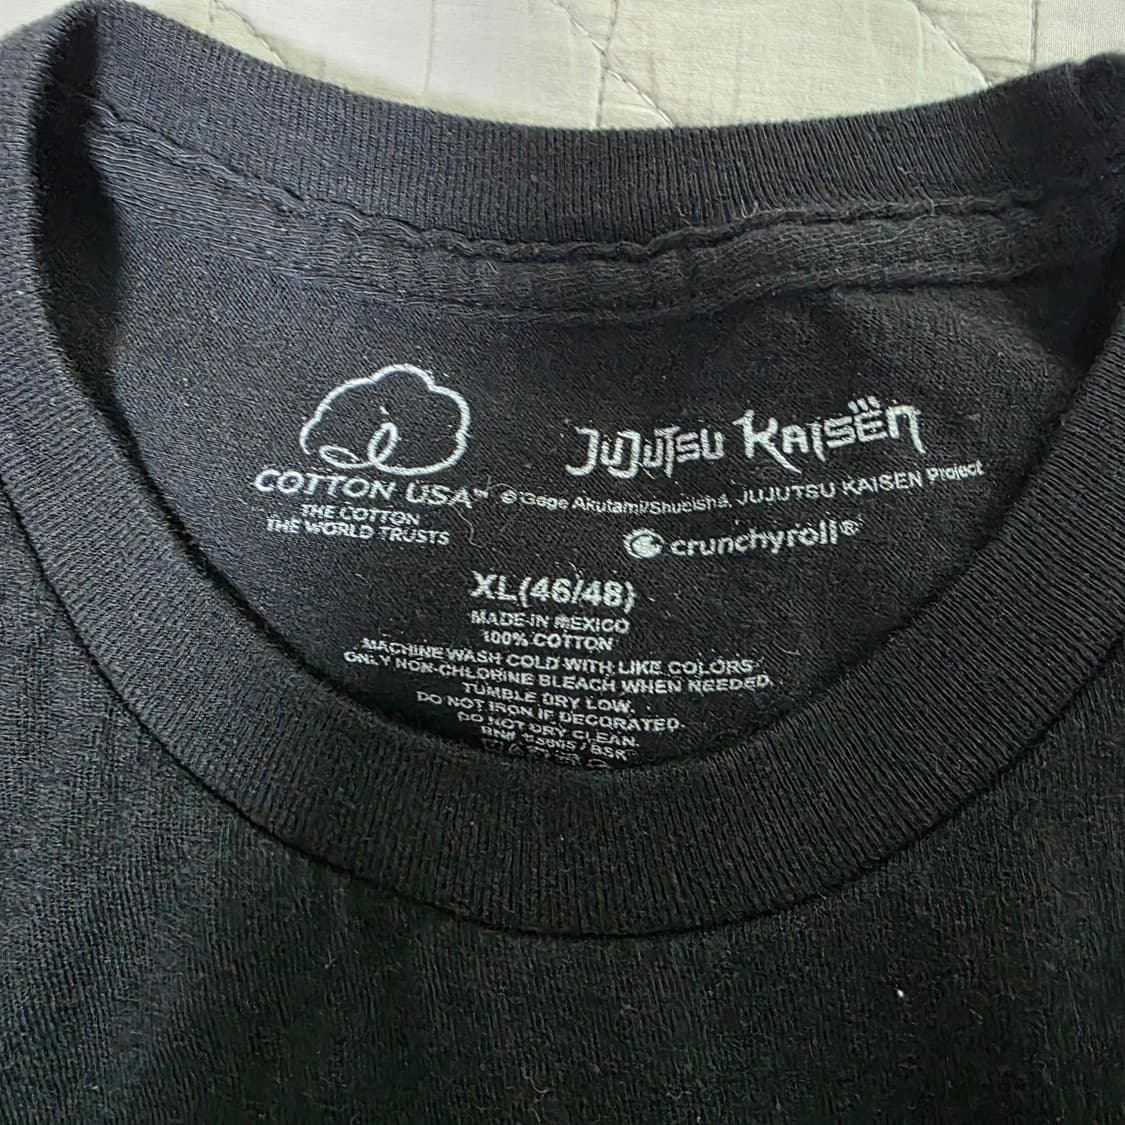 COTTON USA™
THE COTTON
THE WORLD TRUSTS
JUJUTSU KAISEN
© Gege Akutami/Shueisha, JUJUTSU KAISEN Project
crunchyroll®
XL(46/48)
MADE IN MEXICO
100% COTTON
MACHINE WASH COLD WITH LIKE COLORS
ONLY NON-CHLORINE BLEACH WHEN NEEDED.
TUMBLE DRY LOW.
DO NOT IRON IF DECORATED.
DO NOT DRY CLEAN.
/ BSR